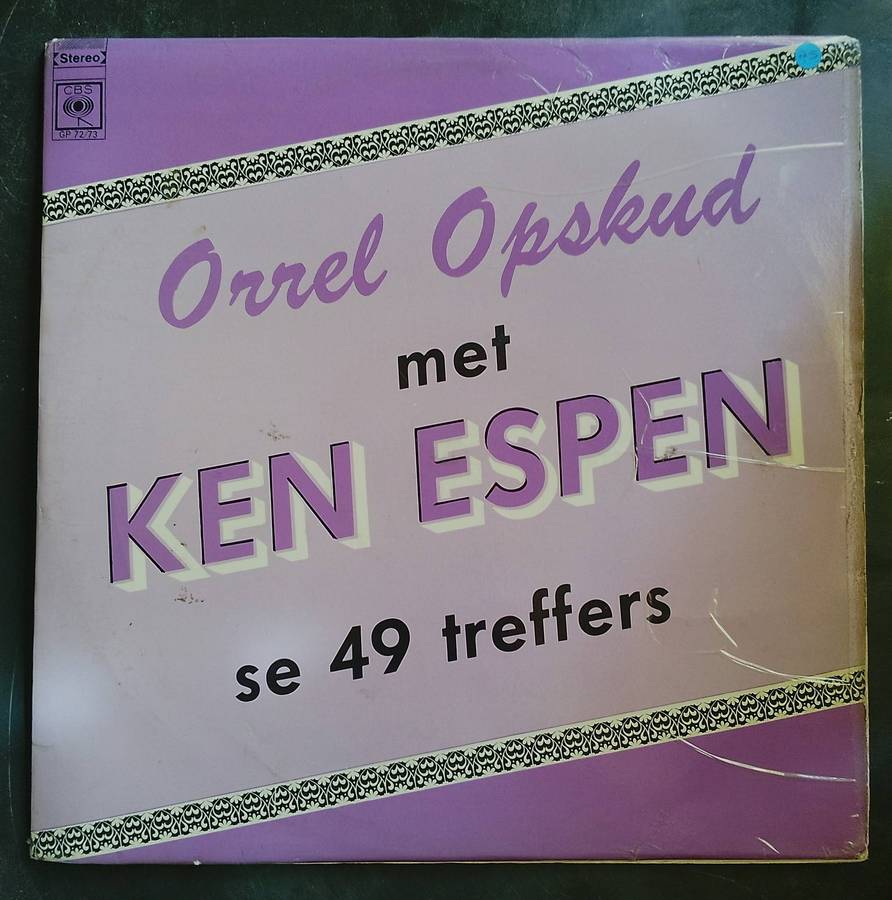 Stereo
CBS
GP 72/73
Orrel Opskud
met
KEN ESPEN
se 49 treffers